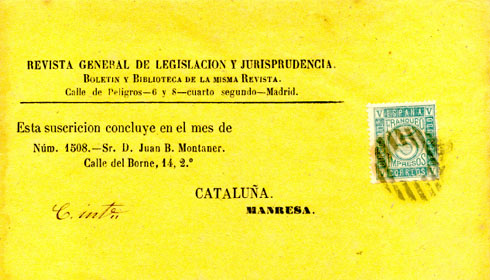 REVISTA GENERAL DE LEGISLACION Y JURISPRUDENCIA.
BOLETIN Y BIBLIOTECA DE LA MISMA REVISTA.
Calle de Peligros—6 y 8—cuarto segundo—Madrid.
Esta suscricion concluye en el mes de
Núm. 1508.—Sr. D. Juan B. Montaner.
Calle del Borne, 14, 2.º
CATALUÑA.
MANRESA.
ESPAÑA
FRANQUEO
IMPRESOS
CORREOS